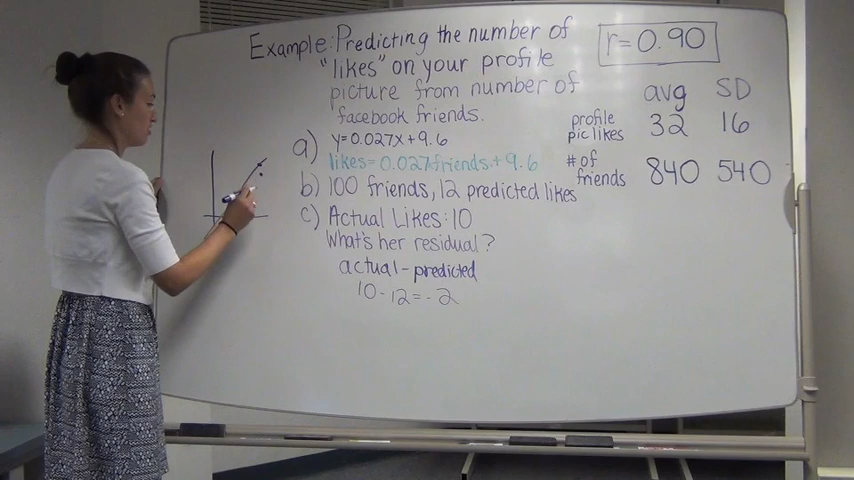 Example: Predicting the number of
"likes" on your profile
picture from number of
facebook friends.
r=0.90
avg SD
profile pic likes 32 16
# of friends 840 540
a) y=0.027x+9.6
likes=0.027·friends+9.6
b) 100 friends, 12 predicted likes
c) Actual Likes: 10
What's her residual?
actual-predicted
10-12=-2